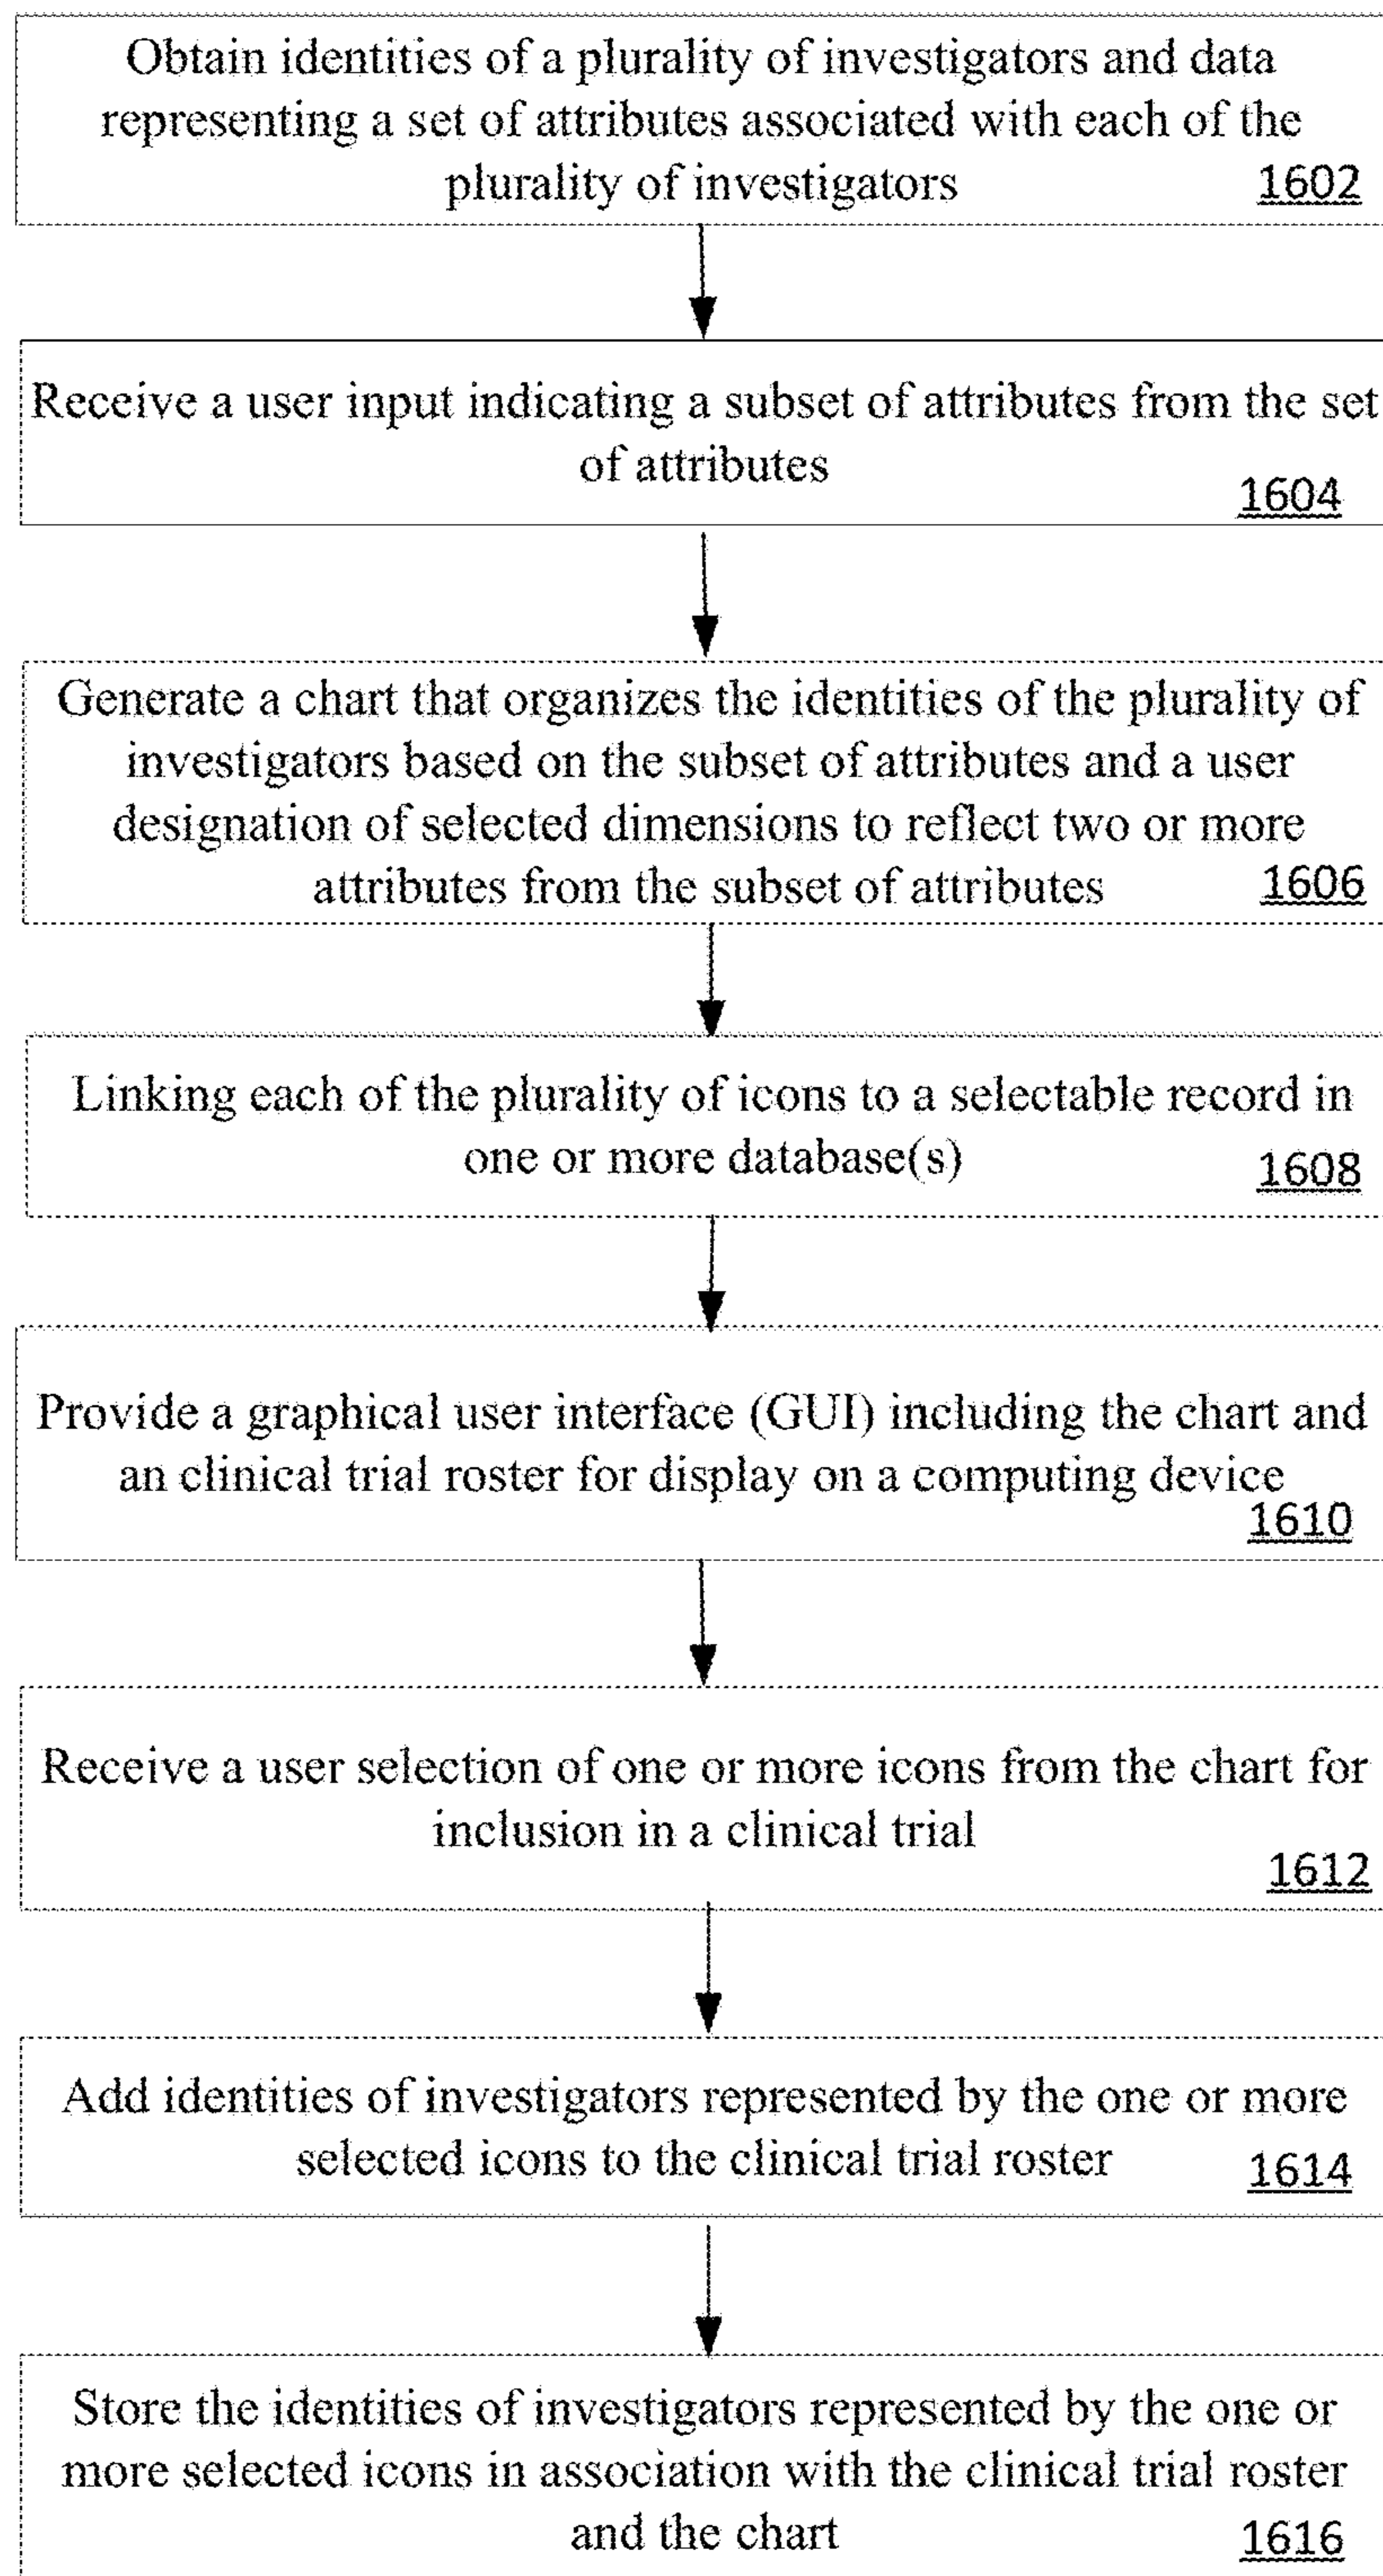 Obtain identities of a plurality of investigators and data
representing a set of attributes associated with each of the
plurality of investigators
1602
Receive a user input indicating a subset of attributes from the set
of attributes
1604
Generate a chart that organizes the identities of the plurality of
investigators based on the subset of attributes and a user
designation of selected dimensions to reflect two or more
attributes from the subset of attributes
1606
Linking each of the plurality of icons to a selectable record in
one or more database(s)
1608
Provide a graphical user interface (GUI) including the chart and
an clinical trial roster for display on a computing device
1610
Receive a user selection of one or more icons from the chart for
inclusion in a clinical trial
1612
Add identities of investigators represented by the one or more
selected icons to the clinical trial roster
1614
Store the identities of investigators represented by the one or
more selected icons in association with the clinical trial roster
and the chart
1616